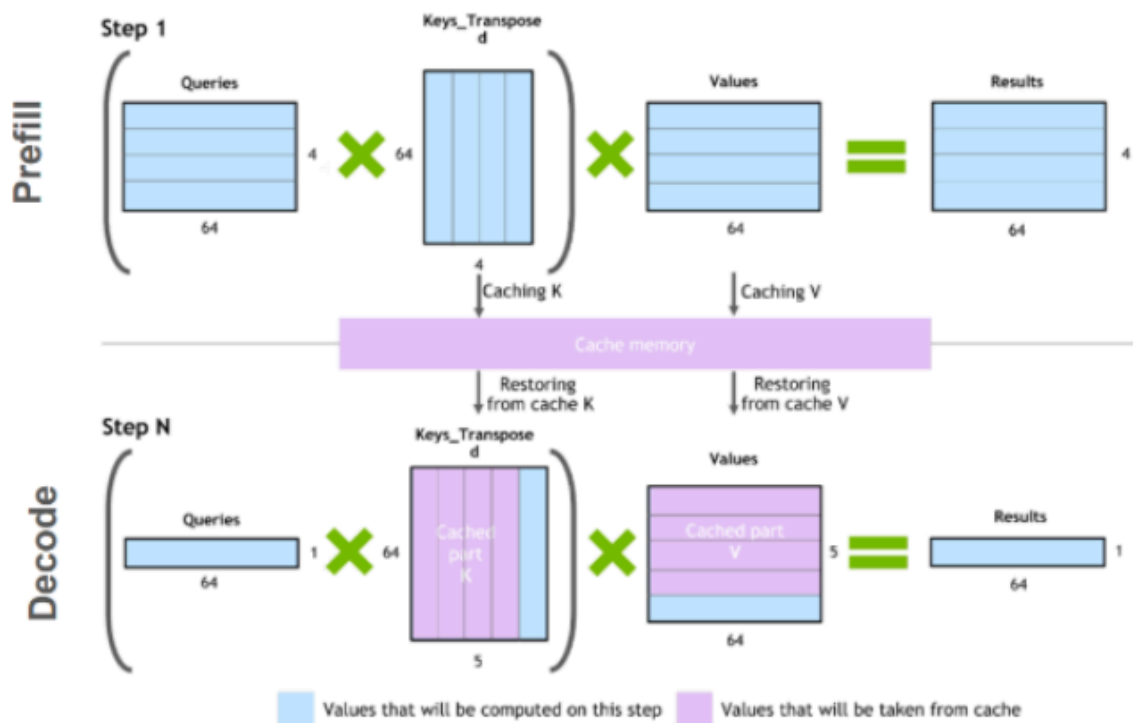 Prefill
Step 1
Keys_Transpose
d
Queries
Values
Results
4
64
4
64
4
64
64
64
Caching K
Caching V
Cache memory
Restoring
from cache K
Restoring
from cache V
Decode
Step N
Keys_Transpose
d
Values
Queries
Results
Cached
part
K
Cached part
V
1
64
5
1
64
64
64
5
Values that will be computed on this step
Values that will be taken from cache